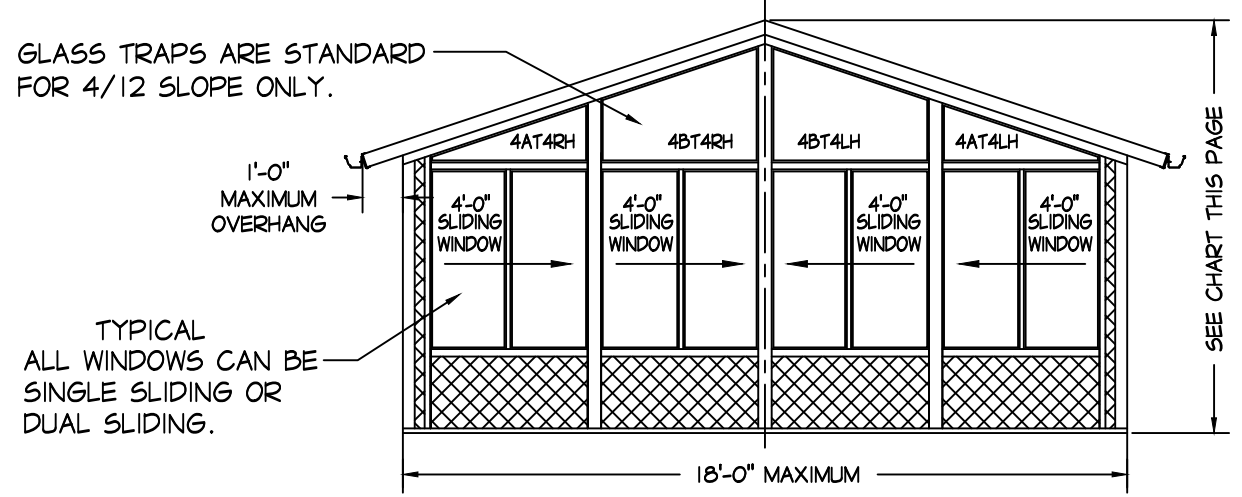 GLASS TRAPS ARE STANDARD
FOR 4/12 SLOPE ONLY.
4AT4RH
4BT4RH
4BT4LH
4AT4LH
1'-0"
MAXIMUM
OVERHANG
4'-0"
SLIDING
WINDOW
4'-0"
SLIDING
WINDOW
4'-0"
SLIDING
WINDOW
4'-0"
SLIDING
WINDOW
SEE CHART THIS PAGE
TYPICAL
ALL WINDOWS CAN BE
SINGLE SLIDING OR
DUAL SLIDING.
18'-0" MAXIMUM